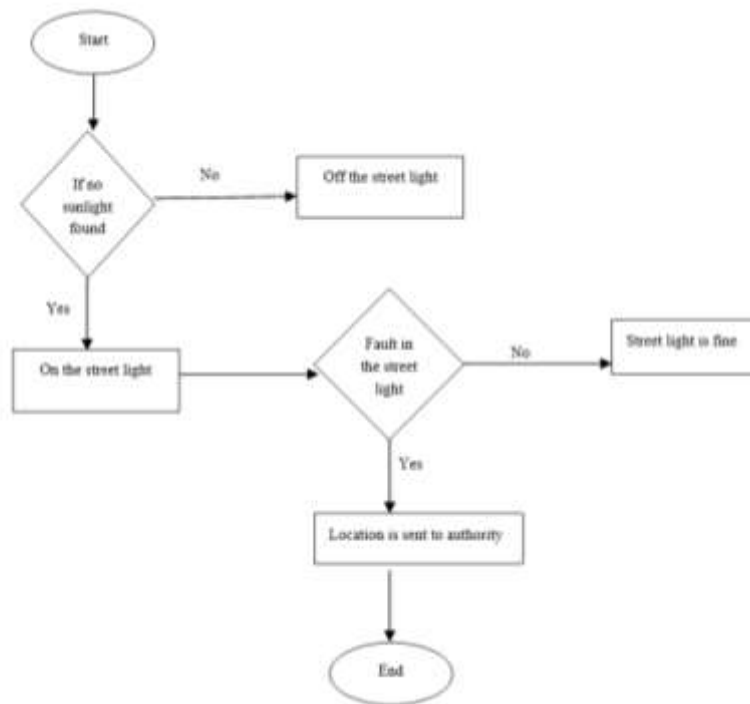 Start
If no
sunlight
found
No
Off the street light
Yes
On the street light
Fault in
the street
light
No
Street light is fine
Yes
Location is sent to authority
End